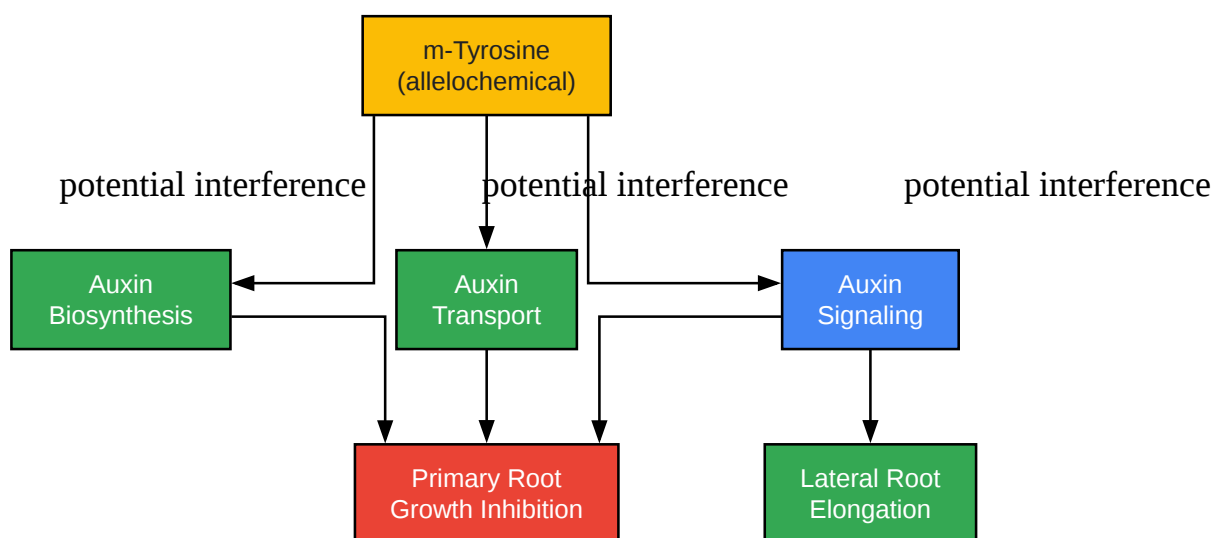 m-Tyrosine
(allelochemical)
potential interference
potential interference
potential interference
Auxin
Biosynthesis
Auxin
Transport
Auxin
Signaling
Primary Root
Growth Inhibition
Lateral Root
Elongation